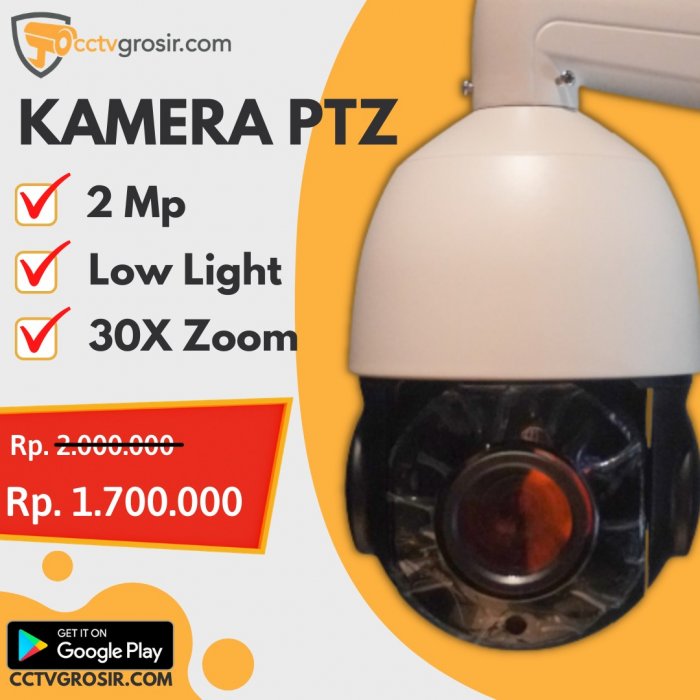 cctvgrosir.com
KAMERA PTZ
2 Mp
Low Light
30X Zoom
Rp. 2.000.000
Rp. 1.700.000
GET IT ON
Google Play
CCTVGROSIR.COM